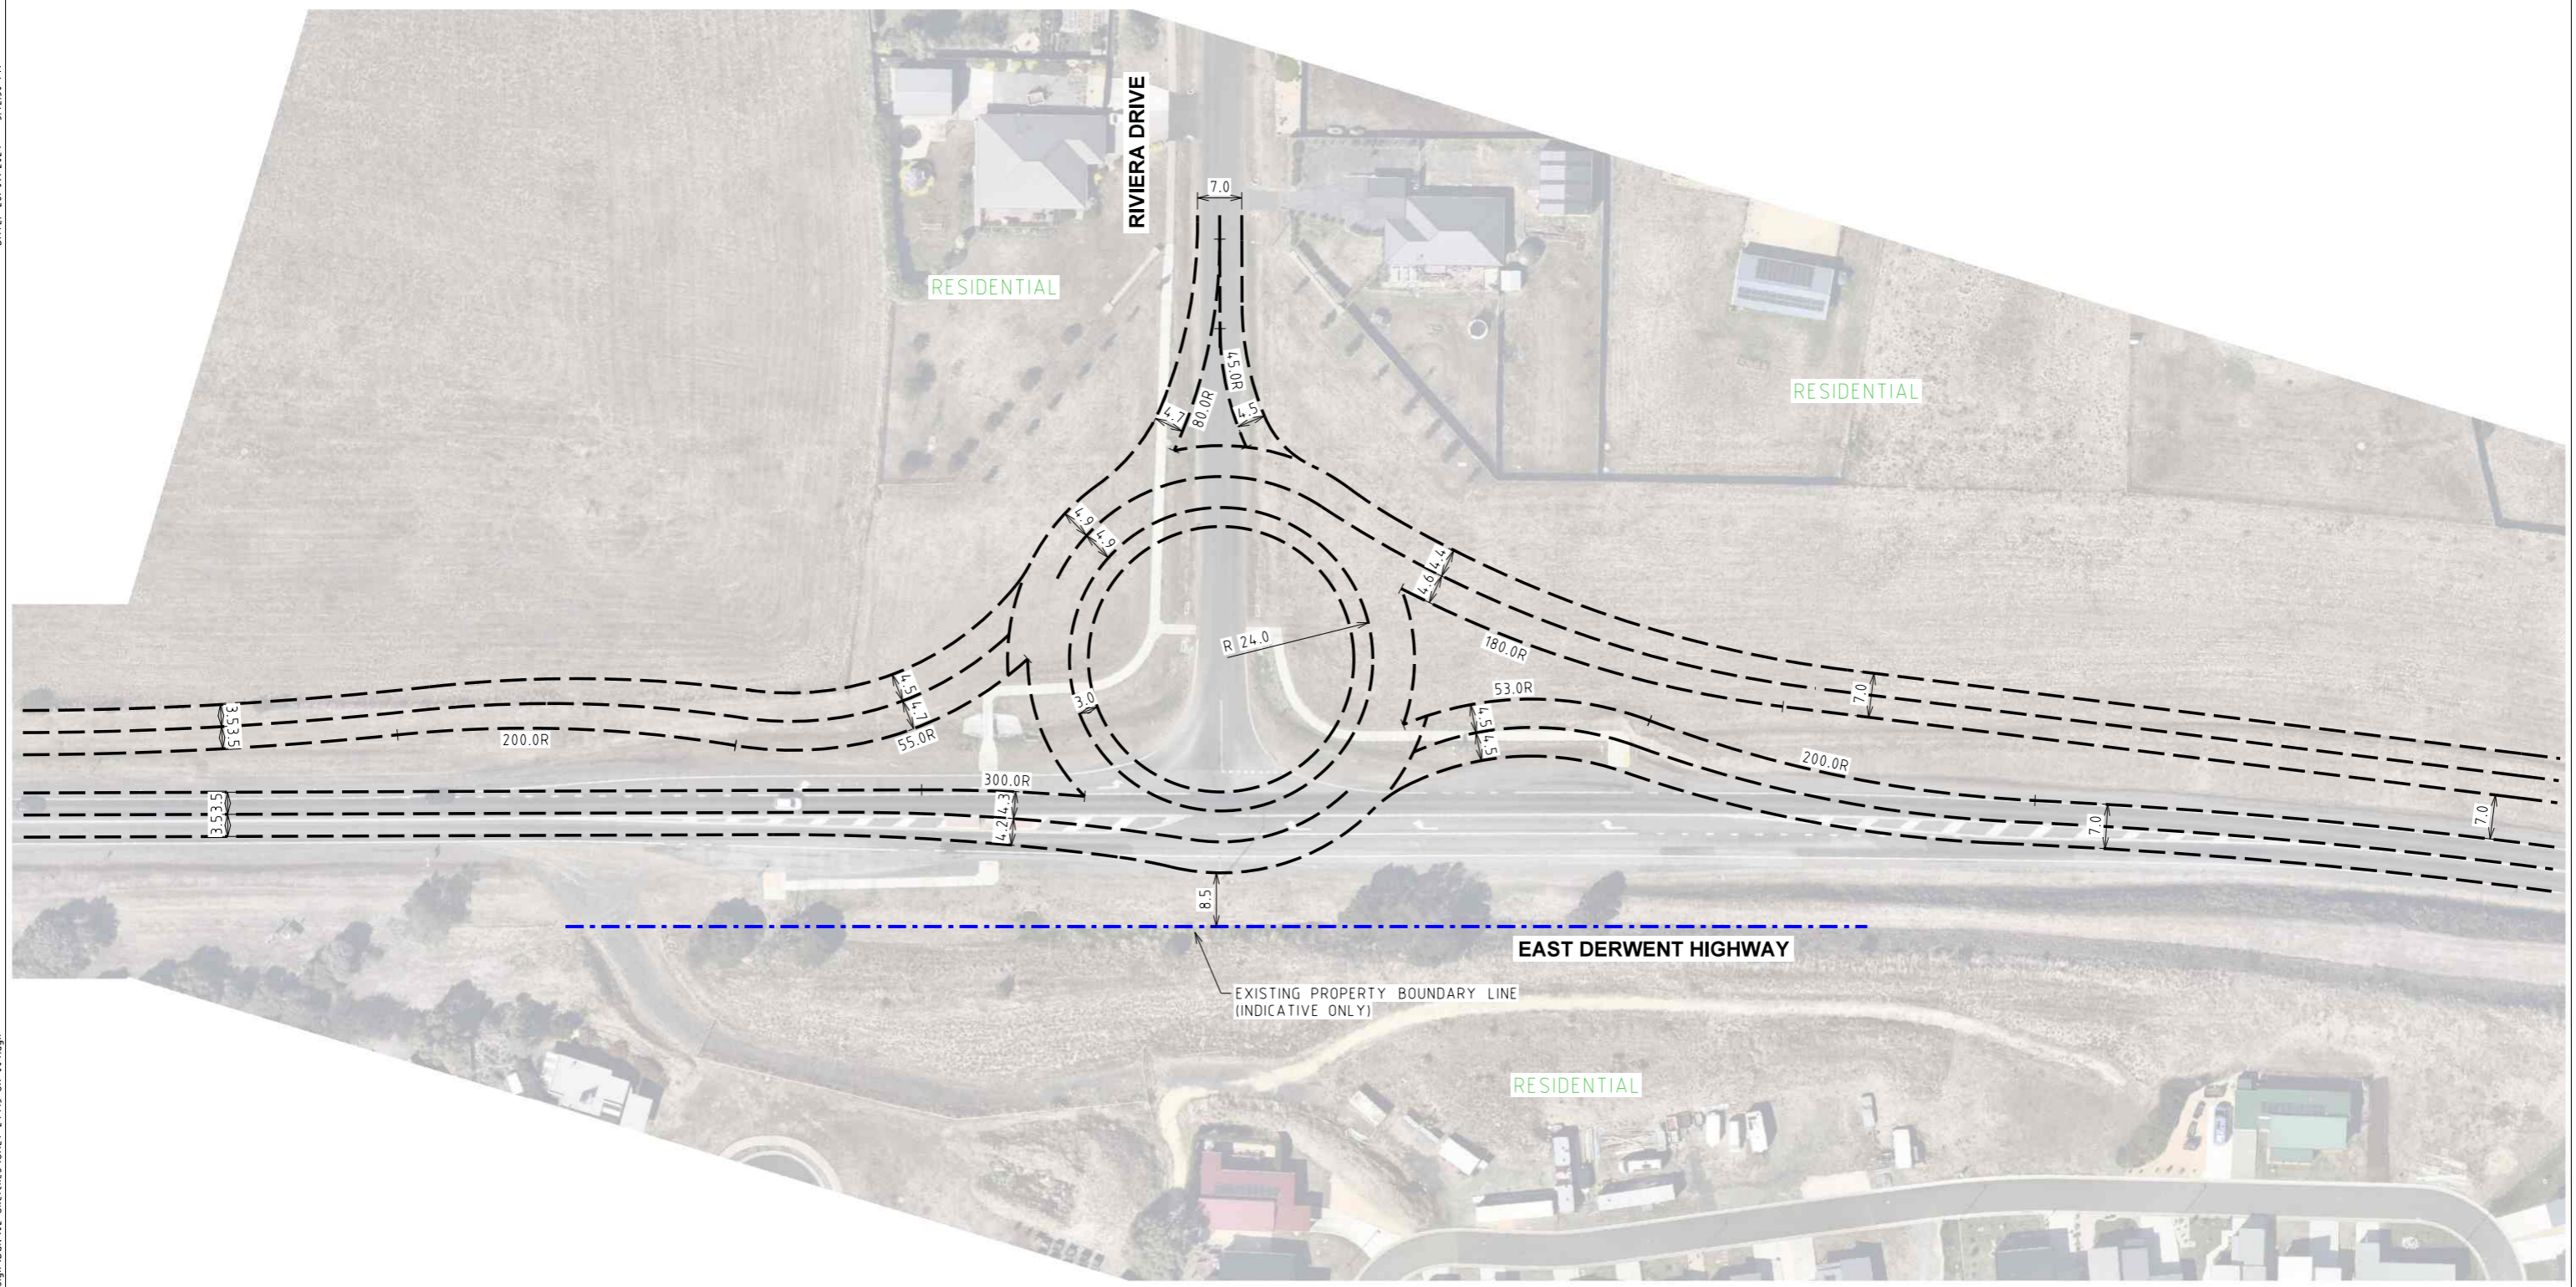 RIVIERA DRIVE
7.0
RESIDENTIAL
45.0R
80.0R
4.7
4.5
RESIDENTIAL
4.9
4.9
4.4
4.6
R 24.0
180.0R
3.5
3.5
4.5
4.7
3.0
53.0R
7.0
200.0R
55.0R
4.5
4.5
200.0R
300.0R
3.5
3.5
4.3
4.2
7.0
7.0
8.5
EAST DERWENT HIGHWAY
EXISTING PROPERTY BOUNDARY LINE
(INDICATIVE ONLY)
RESIDENTIAL